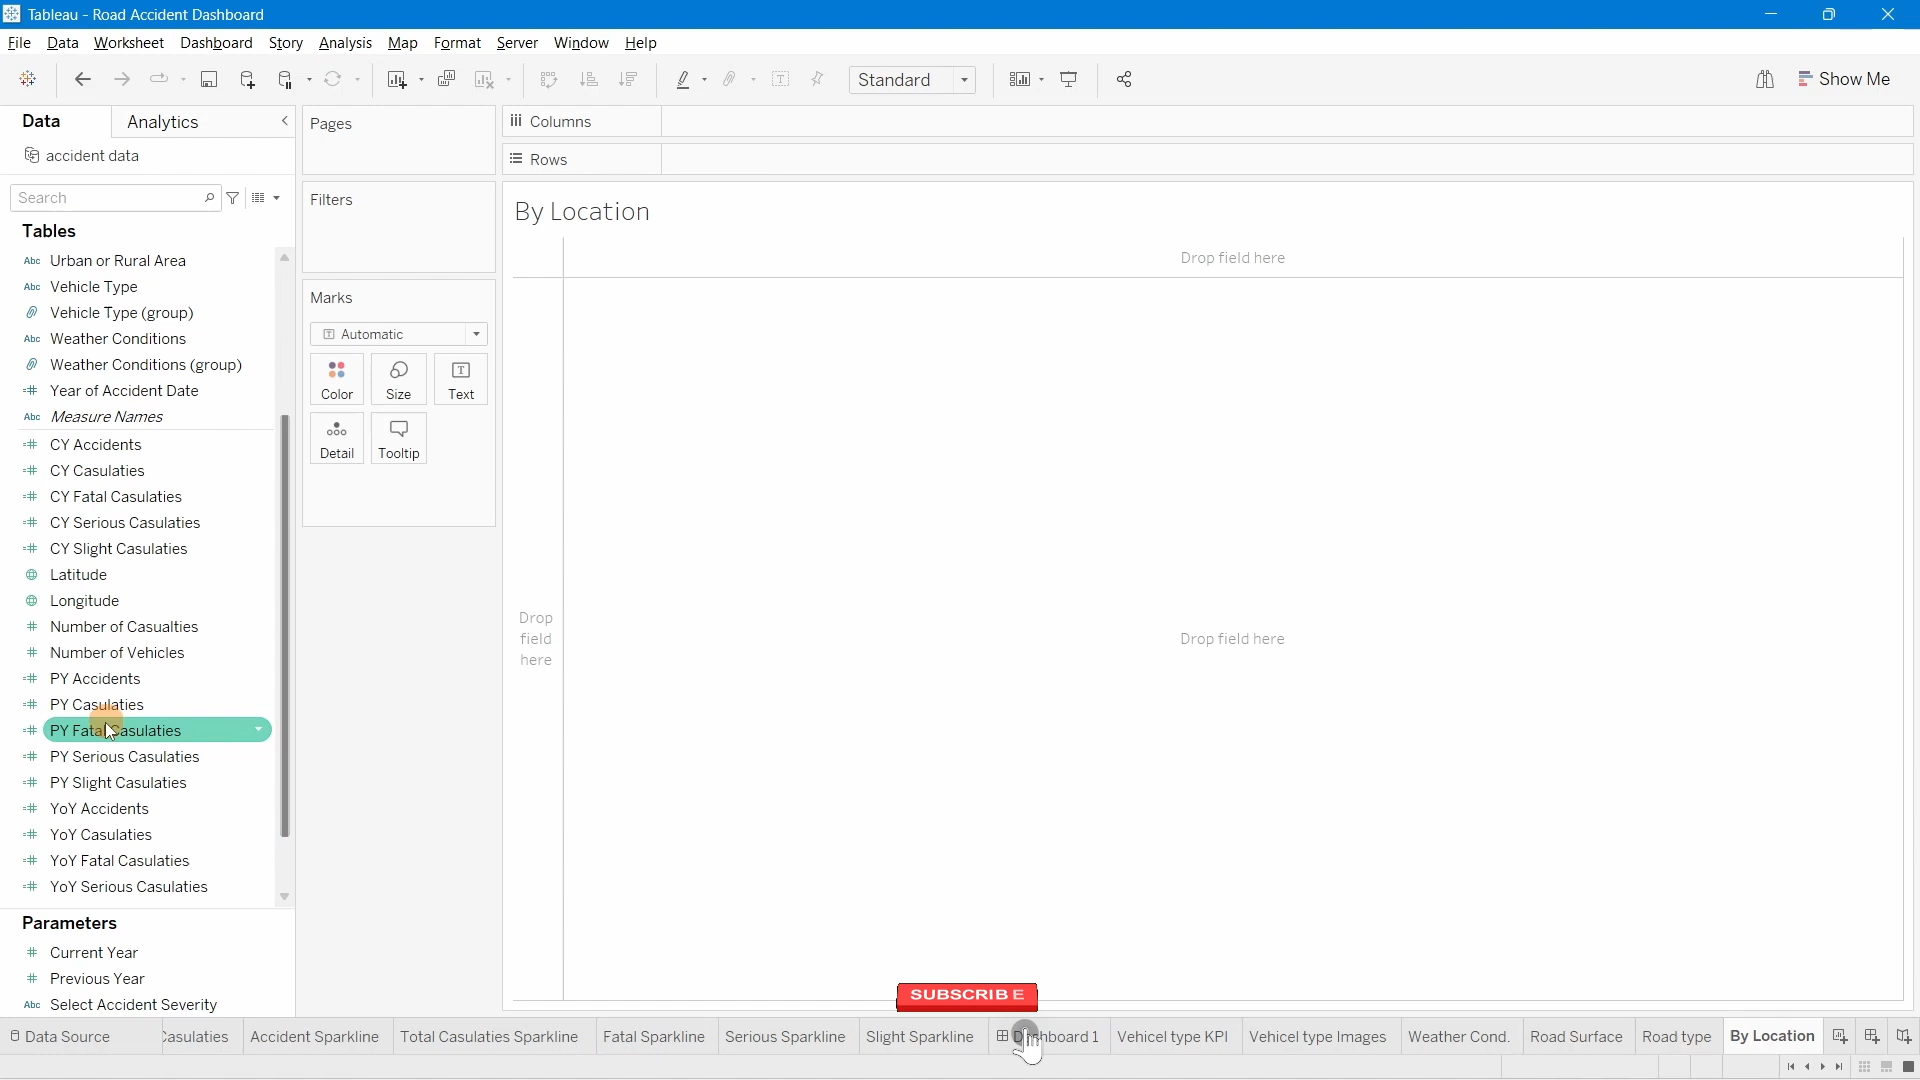 Tableau - Road Accident Dashboard
File Data Worksheet Dashboard Story Analysis Map Format Server Window Help
Standard
Show Me
Data
Analytics
accident data
Search
Tables
Abc Urban or Rural Area
Abc Vehicle Type
Vehicle Type (group)
Abc Weather Conditions
Weather Conditions (group)
=# Year of Accident Date
Abc Measure Names
=# CY Accidents
=# CY Casulaties
=# CY Fatal Casulaties
=# CY Serious Casulaties
=# CY Slight Casulaties
Latitude
Longitude
# Number of Casualties
# Number of Vehicles
=# PY Accidents
=# PY Casulaties
=# PY Fatal Casulaties
=# PY Serious Casulaties
=# PY Slight Casulaties
=# YoY Accidents
=# YoY Casulaties
=# YoY Fatal Casulaties
=# YoY Serious Casulaties
Parameters
# Current Year
# Previous Year
Abc Select Accident Severity
Pages
Filters
Marks
Automatic
Color
Size
Text
Detail
Tooltip
Columns
Rows
By Location
Drop field here
Drop
field
here
Drop field here
SUBSCRIBE
Data Source
Casulaties
Accident Sparkline
Total Casulaties Sparkline
Fatal Sparkline
Serious Sparkline
Slight Sparkline
Dashboard 1
Vehicel type KPI
Vehicel type Images
Weather Cond.
Road Surface
Road type
By Location